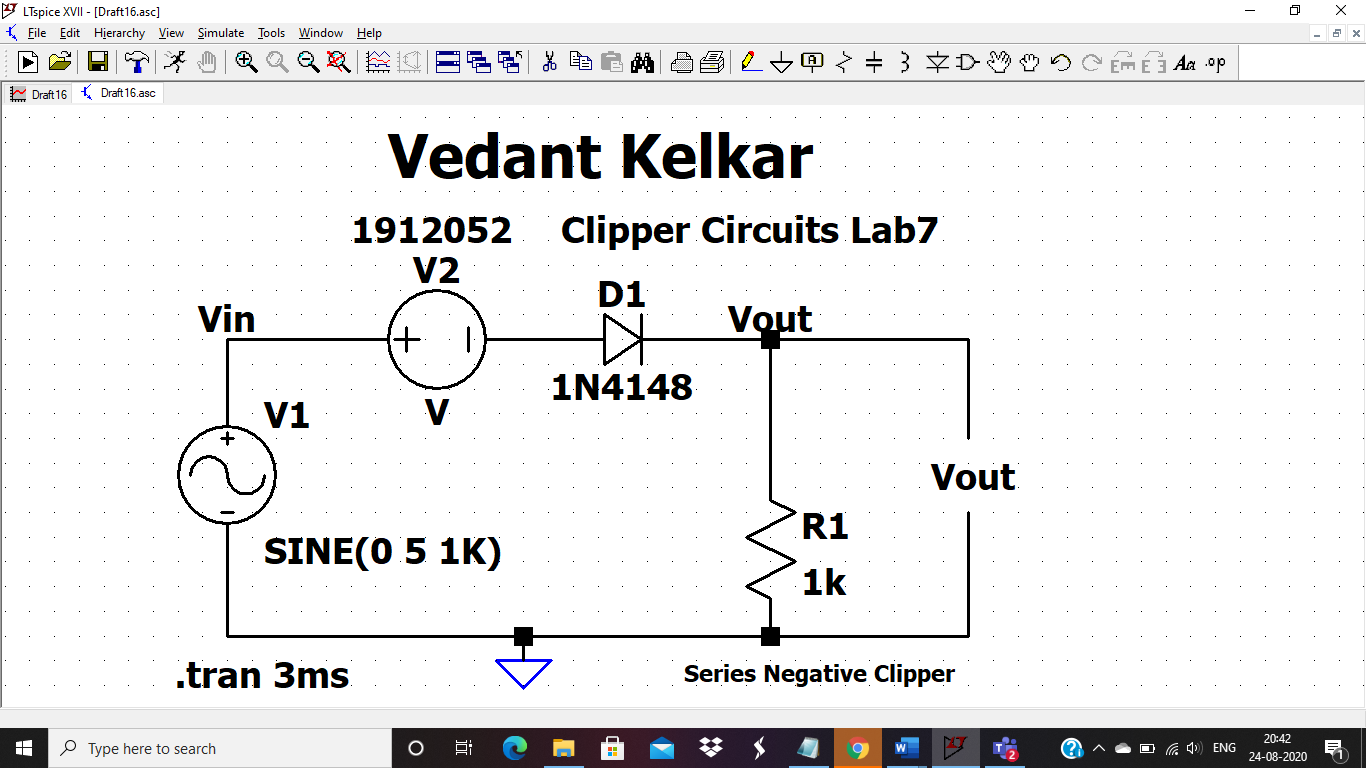 LTspice XVII - [Draft16.asc]
File Edit Hierarchy View Simulate Tools Window Help
Draft16 Draft16.asc
Vedant Kelkar
1912052 Clipper Circuits Lab7
V2
D1
Vin
Vout
1N4148
V
V1
Vout
R1
SINE(0 5 1K)
1k
.tran 3ms
Series Negative Clipper
Type here to search
ENG
20:42
24-08-2020